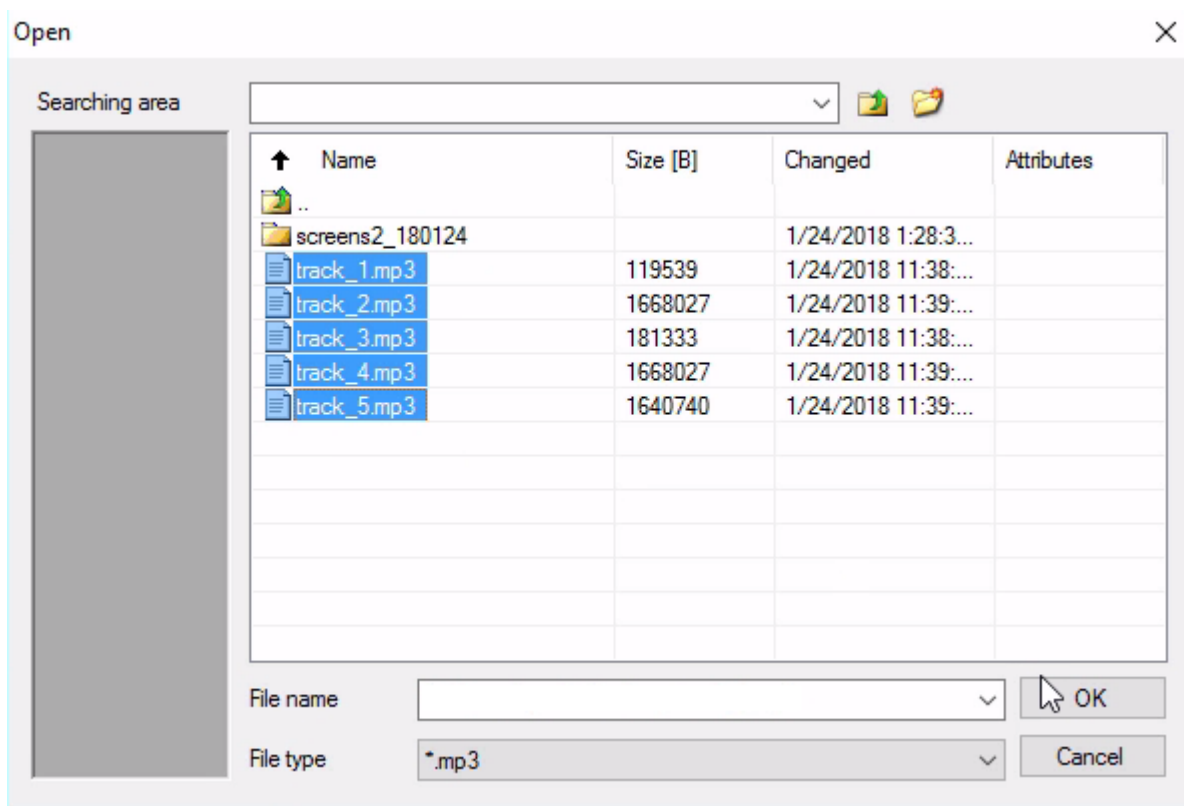 Open
Searching area
Name Size [B] Changed Attributes
..
screens2_180124 1/24/2018 1:28:3...
track_1.mp3 119539 1/24/2018 11:38:...
track_2.mp3 1668027 1/24/2018 11:39:...
track_3.mp3 181333 1/24/2018 11:38:...
track_4.mp3 1668027 1/24/2018 11:39:...
track_5.mp3 1640740 1/24/2018 11:39:...
File name OK
File type *.mp3 Cancel